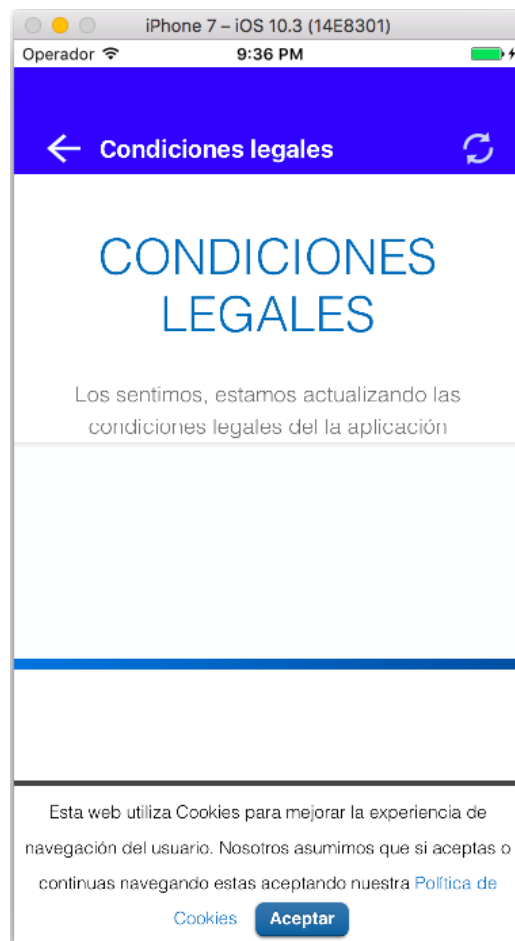 iPhone 7 – iOS 10.3 (14E8301)
Operador 9:36 PM
Condiciones legales
CONDICIONES
LEGALES
Los sentimos, estamos actualizando las
condiciones legales del la aplicación
Esta web utiliza Cookies para mejorar la experiencia de
navegación del usuario. Nosotros asumimos que si aceptas o
continuas navegando estas aceptando nuestra Política de
Cookies Aceptar